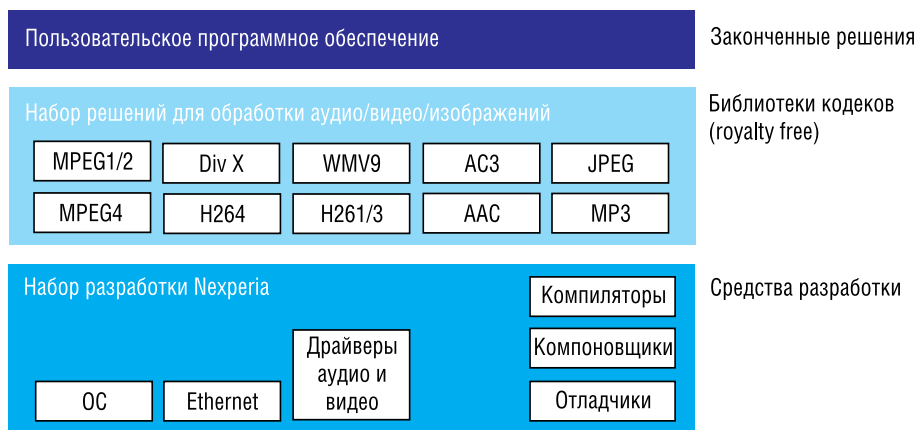 Пользовательское программное обеспечение
Законченные решения
Набор решений для обработки аудио/видео/изображений
Библиотеки кодеков
(royalty free)
MPEG1/2
Div X
WMV9
AC3
JPEG
MPEG4
H264
H261/3
AAC
MP3
Набор разработки Nexperia
Средства разработки
Компиляторы
Компоновщики
Отладчики
Драйверы
аудио и
видео
ОС
Ethernet